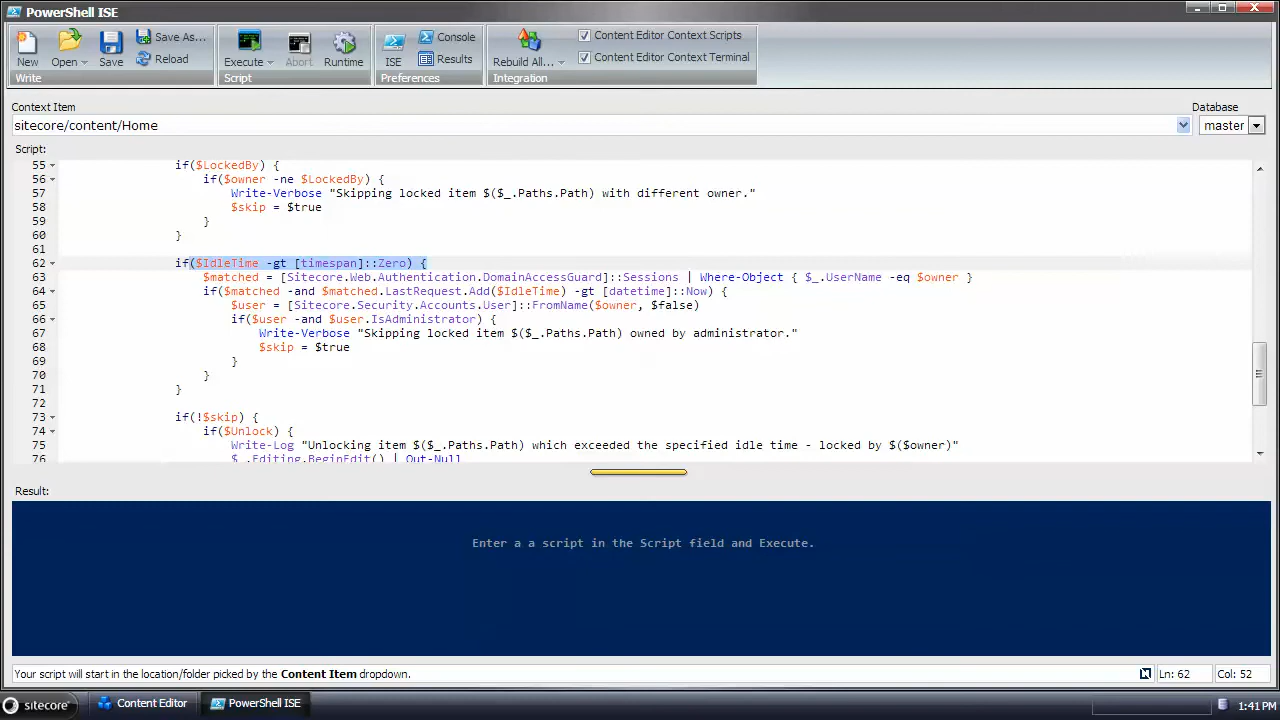 PowerShell ISE
New
Open
Save
Save As...
Reload
Write
Execute
Abort
Runtime
Script
ISE
Console
Results
Preferences
Rebuild All...
Content Editor Context Scripts
Content Editor Context Terminal
Integration
Context Item
Database
sitecore/content/Home
master
Script:
55 if($LockedBy) {
56 if($owner -ne $LockedBy) {
57 Write-Verbose "Skipping locked item $($_.Paths.Path) with different owner."
58 $skip = $true
59 }
60 }
61
62 if($IdleTime -gt [timespan]::Zero) {
63 $matched = [Sitecore.Web.Authentication.DomainAccessGuard]::Sessions | Where-Object { $_.UserName -eq $owner }
64 if($matched -and $matched.LastRequest.Add($IdleTime) -gt [datetime]::Now) {
65 $user = [Sitecore.Security.Accounts.User]::FromName($owner, $false)
66 if($user -and $user.IsAdministrator) {
67 Write-Verbose "Skipping locked item $($_.Paths.Path) owned by administrator."
68 $skip = $true
69 }
70 }
71 }
72
73 if(!$skip) {
74 if($Unlock) {
75 Write-Log "Unlocking item $($_.Paths.Path) which exceeded the specified idle time - locked by $($owner)"
76 $_.Editing.BeginEdit() | Out-Null
Result:
Enter a a script in the Script field and Execute.
Your script will start in the location/folder picked by the Content Item dropdown.
Ln: 62
Col: 52
sitecore
Content Editor
PowerShell ISE
1:41 PM